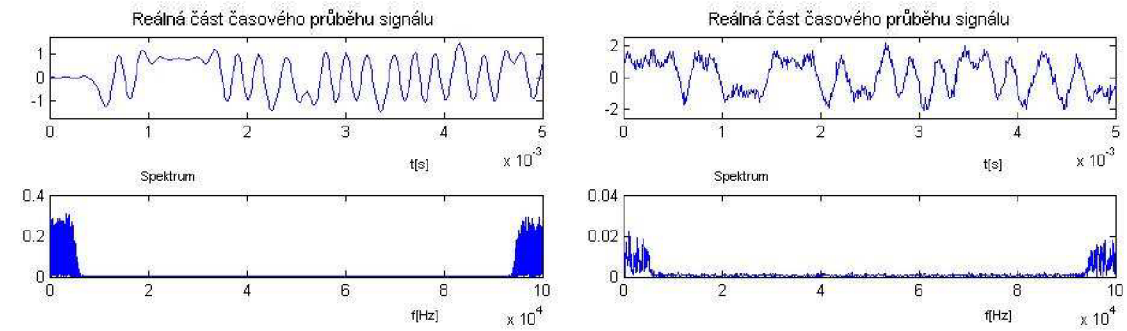 Reálná část časového průběhu signálu
1
0
-1
0 1 2 3 4 5
t[s]
x 10^-3
Spektrum
0.4
0.2
0
0 2 4 6 8 10
f[Hz]
x 10^4
Reálná část časového průběhu signálu
2
0
-2
0 1 2 3 4 5
t[s]
x 10^-3
Spektrum
0.04
0.02
0
0 2 4 6 8 10
f[Hz]
x 10^4